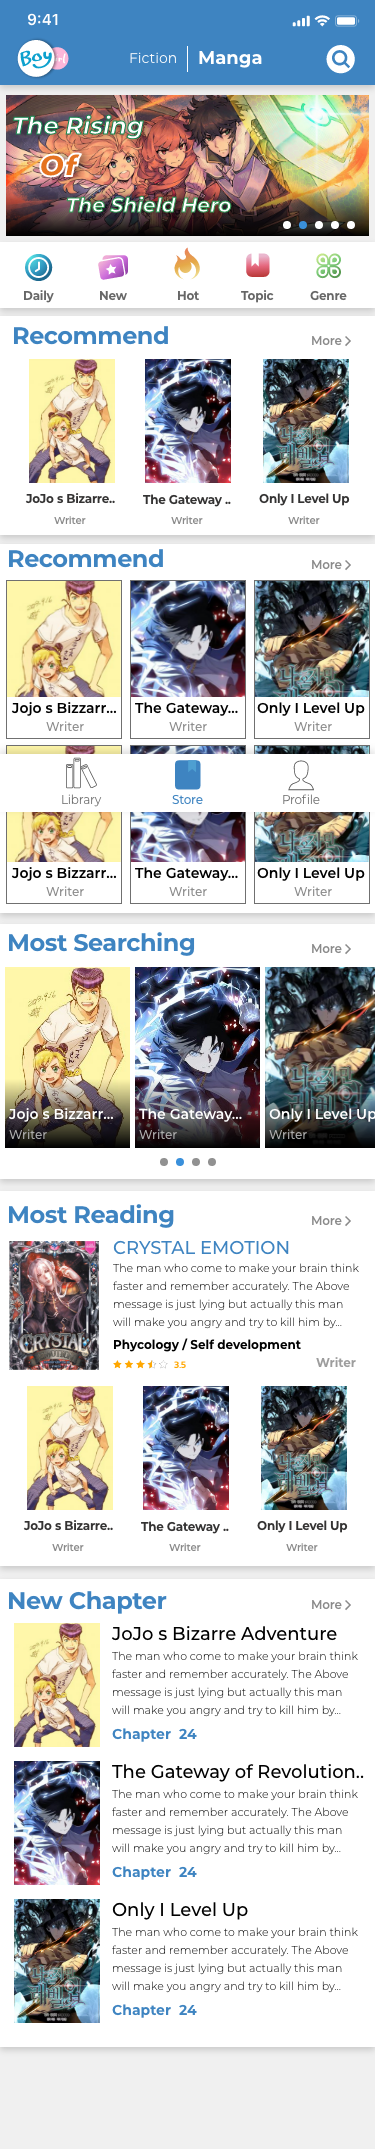 9:41
Boy
Fiction
Manga
The Rising
Of
The Shield Hero
Daily
New
Hot
Topic
Genre
Recommend
More
JoJo s Bizarre..
The Gateway ..
Only I Level Up
Writer
Writer
Writer
Recommend
More
Jojo s Bizzarr...
The Gateway...
Only I Level Up
Writer
Writer
Writer
Library
Store
Profile
Jojo s Bizzarr...
The Gateway...
Only I Level Up
Writer
Writer
Writer
Most Searching
More
Jojo s Bizzarr...
The Gateway...
Only I Level Up
Writer
Writer
Writer
Most Reading
More
CRYSTAL
CRYSTAL EMOTION
The man who come to make your brain think
faster and remember accurately. The Above
message is just lying but actually this man
will make you angry and try to kill him by...
Phycology / Self development
3.5
Writer
JoJo s Bizarre..
The Gateway ..
Only I Level Up
Writer
Writer
Writer
New Chapter
More
JoJo s Bizarre Adventure
The man who come to make your brain think
faster and remember accurately. The Above
message is just lying but actually this man
will make you angry and try to kill him by...
Chapter 24
The Gateway of Revolution..
The man who come to make your brain think
faster and remember accurately. The Above
message is just lying but actually this man
will make you angry and try to kill him by...
Chapter 24
Only I Level Up
The man who come to make your brain think
faster and remember accurately. The Above
message is just lying but actually this man
will make you angry and try to kill him by...
Chapter 24